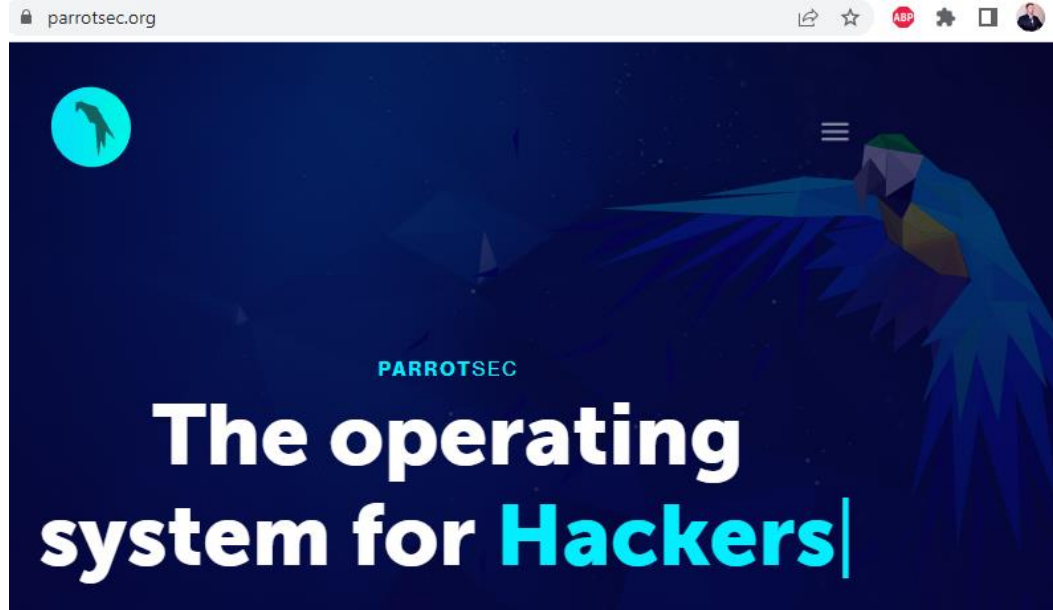 parrotsec.org
ABP
PARROTSEC
The operating
system for Hackers